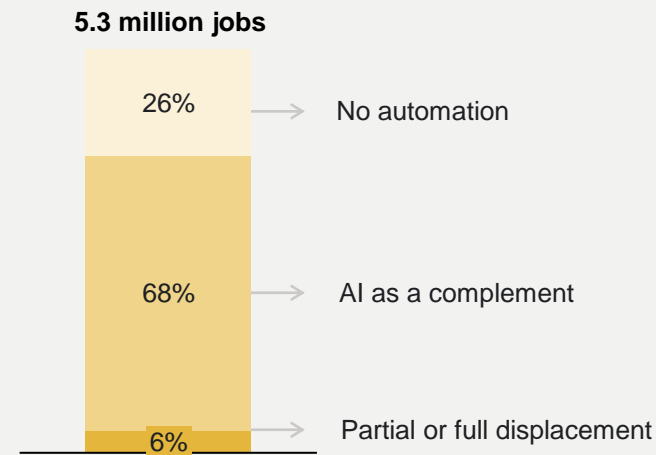 5.3 million jobs
26%
No automation
68%
AI as a complement
6%
Partial or full displacement